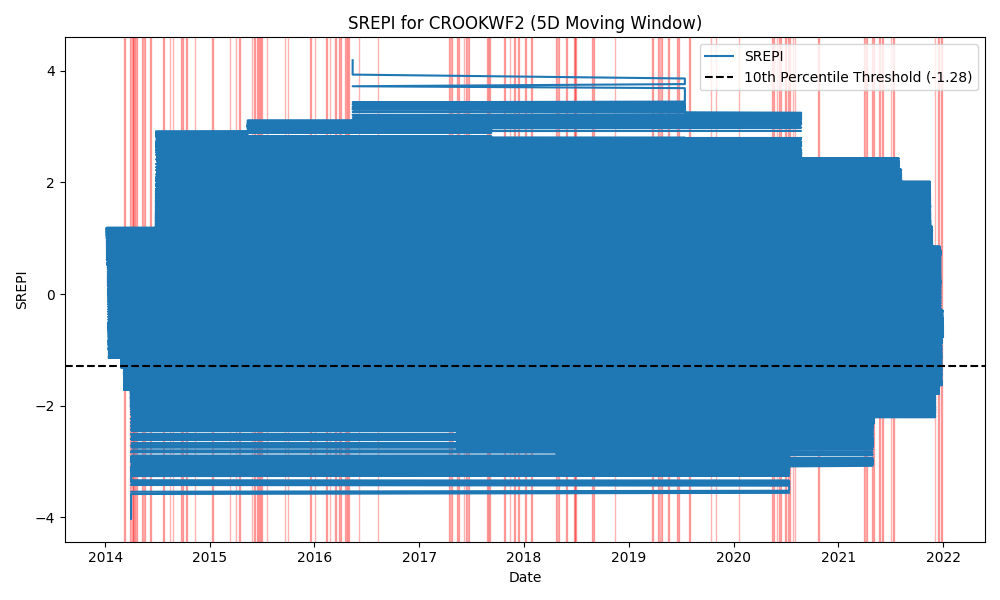 SREPI for CROOKWF2 (5D Moving Window)
SREPI
10th Percentile Threshold (-1.28)
4
2
0
−2
−4
SREPI
2014 2015 2016 2017 2018 2019 2020 2021 2022
Date